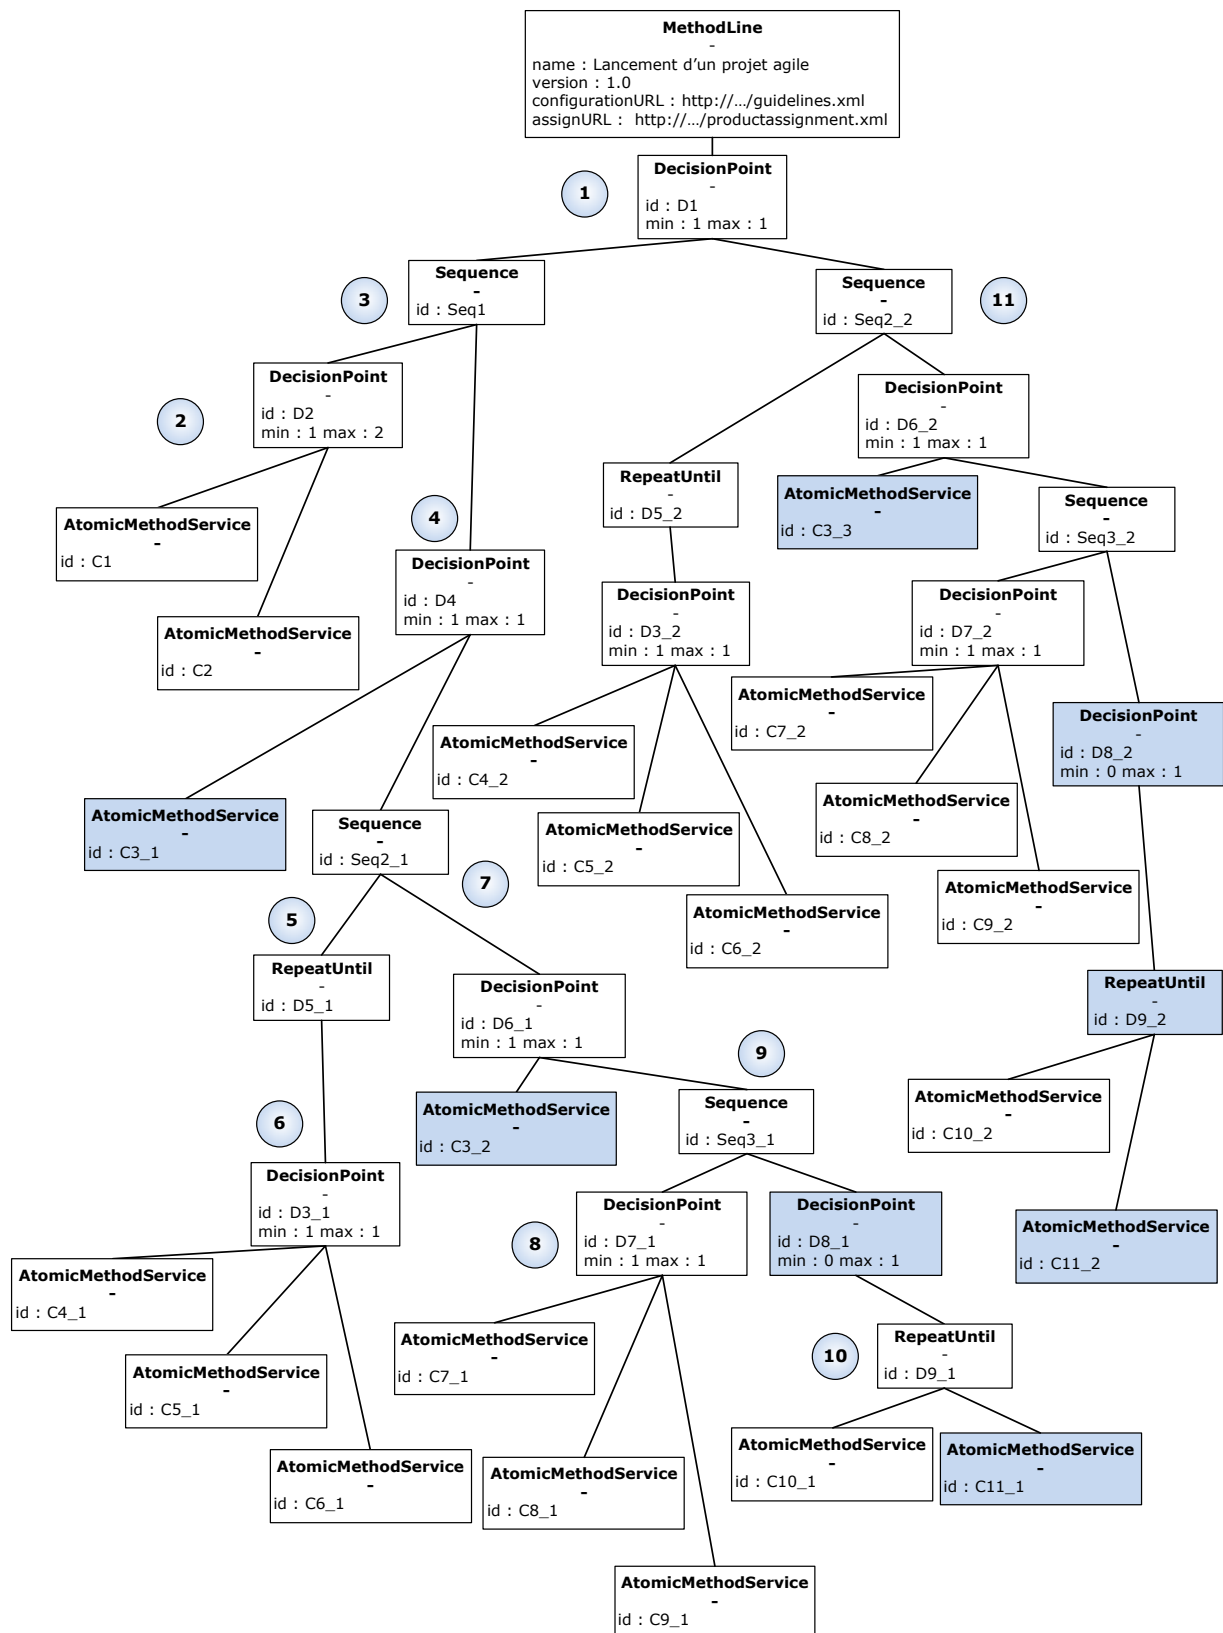 MethodLine
-
name : Lancement d'un projet agile
version : 1.0
configurationURL : http://.../guidelines.xml
assignURL : http://.../productassignment.xml
1
DecisionPoint
-
id : D1
min : 1 max : 1
3
Sequence
-
id : Seq1
Sequence
-
id : Seq2_2
11
2
DecisionPoint
-
id : D2
min : 1 max : 2
DecisionPoint
-
id : D6_2
min : 1 max : 1
AtomicMethodService
-
id : C1
4
RepeatUntil
-
id : D5_2
AtomicMethodService
-
id : C3_3
Sequence
-
id : Seq3_2
AtomicMethodService
-
id : C2
DecisionPoint
-
id : D4
min : 1 max : 1
DecisionPoint
-
id : D3_2
min : 1 max : 1
DecisionPoint
-
id : D7_2
min : 1 max : 1
AtomicMethodService
-
id : C7_2
DecisionPoint
-
id : D8_2
min : 0 max : 1
AtomicMethodService
-
id : C4_2
AtomicMethodService
-
id : C3_1
Sequence
-
id : Seq2_1
AtomicMethodService
-
id : C5_2
AtomicMethodService
-
id : C8_2
7
AtomicMethodService
-
id : C6_2
AtomicMethodService
-
id : C9_2
5
RepeatUntil
-
id : D5_1
DecisionPoint
-
id : D6_1
min : 1 max : 1
RepeatUntil
-
id : D9_2
9
AtomicMethodService
-
id : C3_2
Sequence
-
id : Seq3_1
AtomicMethodService
-
id : C10_2
6
DecisionPoint
-
id : D3_1
min : 1 max : 1
8
DecisionPoint
-
id : D7_1
min : 1 max : 1
DecisionPoint
-
id : D8_1
min : 0 max : 1
AtomicMethodService
-
id : C11_2
AtomicMethodService
-
id : C4_1
AtomicMethodService
-
id : C5_1
AtomicMethodService
-
id : C7_1
10
RepeatUntil
-
id : D9_1
AtomicMethodService
-
id : C6_1
AtomicMethodService
-
id : C8_1
AtomicMethodService
-
id : C10_1
AtomicMethodService
-
id : C11_1
AtomicMethodService
-
id : C9_1